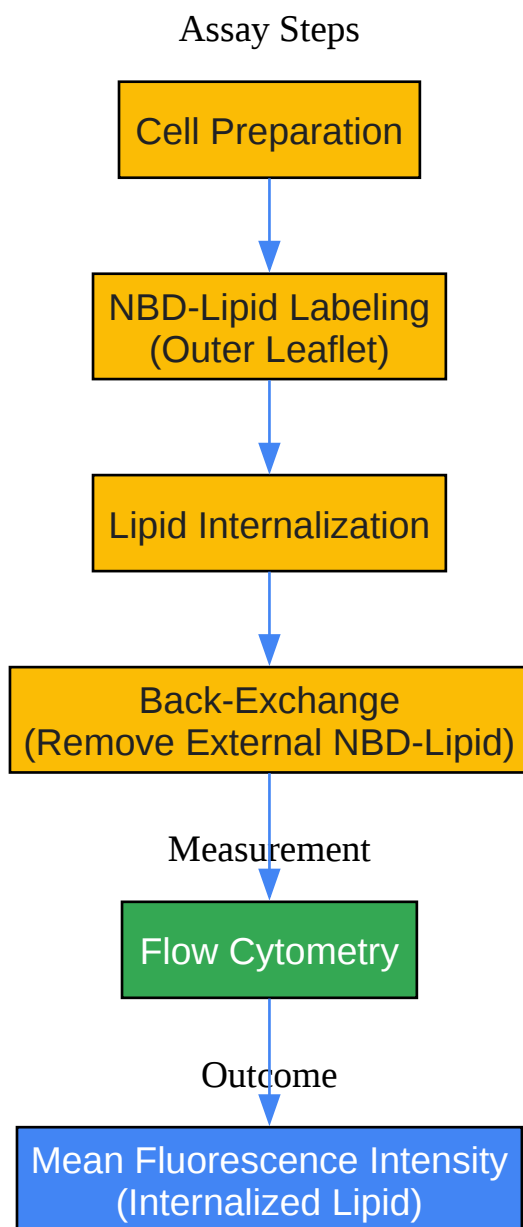 Assay Steps
Cell Preparation
NBD-Lipid Labeling
(Outer Leaflet)
Lipid Internalization
Back-Exchange
(Remove External NBD-Lipid)
Measurement
Flow Cytometry
Outcome
Mean Fluorescence Intensity
(Internalized Lipid)